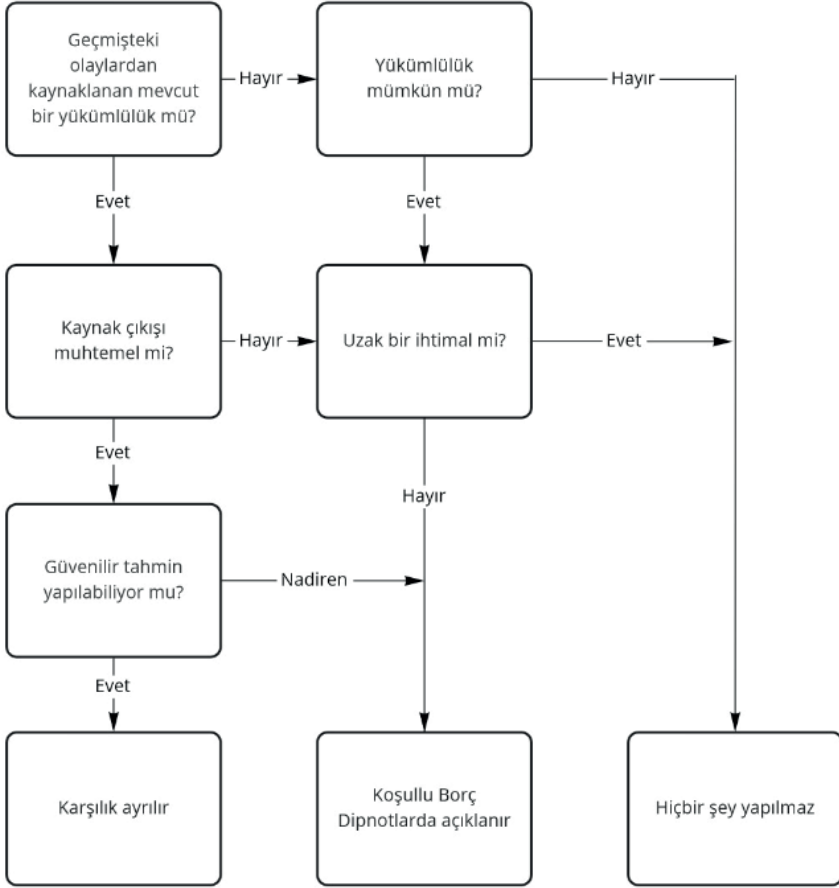 Geçmişteki
olaylardan
kaynaklanan mevcut
bir yükümlülük mü?
Hayır
Yükümlülük
mümkün mü?
Hayır
Evet
Evet
Kaynak çıkışı
muhtemel mi?
Hayır
Uzak bir ihtimal mi?
Evet
Evet
Hayır
Güvenilir tahmin
yapılabiliyor mu?
Nadiren
Evet
Karşılık ayrılır
Koşullu Borç
Dipnotlarda açıklanır
Hiçbir şey yapılmaz